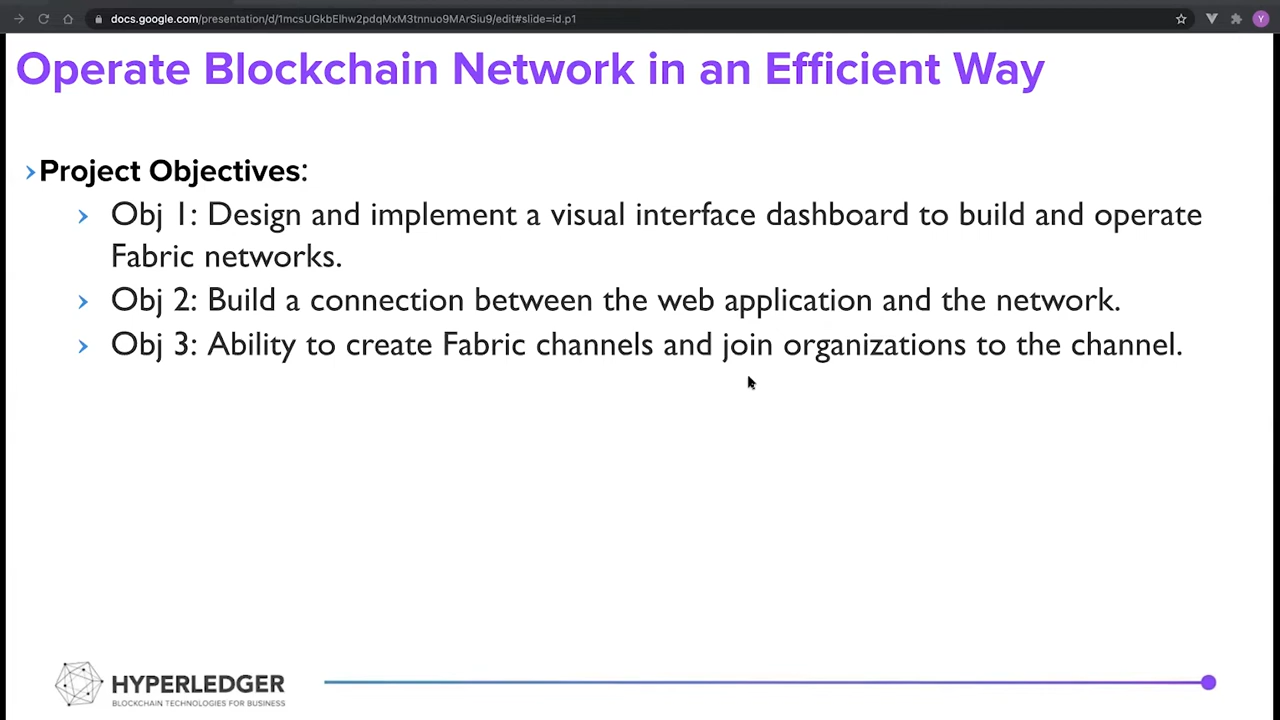 docs.google.com/presentation/d/1mcsUGkbElhw2pdqMxM3tnnuo9MArSiu9/edit#slide=id.p1
Y
Operate Blockchain Network in an Efficient Way
Project Objectives:
Obj 1: Design and implement a visual interface dashboard to build and operate
Fabric networks.
Obj 2: Build a connection between the web application and the network.
Obj 3: Ability to create Fabric channels and join organizations to the channel.
HYPERLEDGER
BLOCKCHAIN TECHNOLOGIES FOR BUSINESS